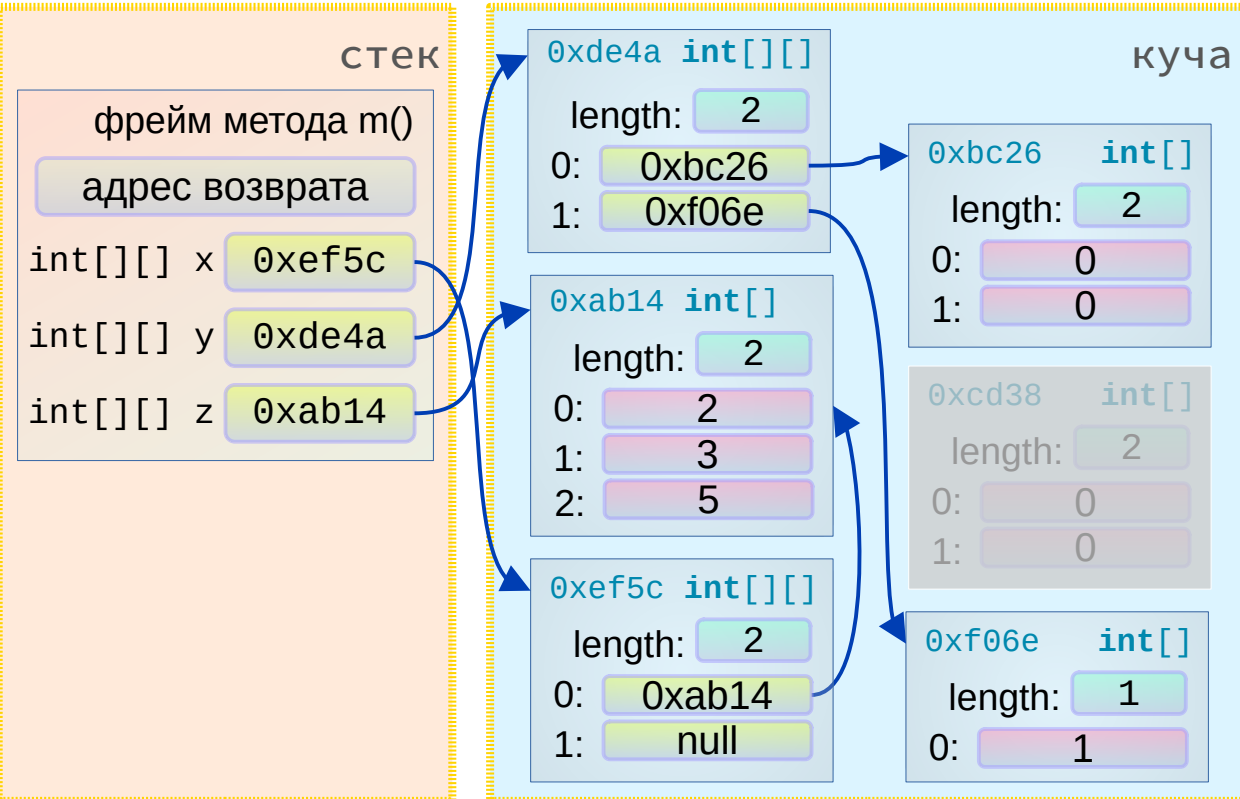 стек
фрейм метода m()
адрес возврата
int[][] x 0xef5c
int[][] y 0xde4a
int[][] z 0xab14
куча
0xde4a int[][]
length: 2
0: 0xbc26
1: 0xf06e
0xab14 int[]
length: 2
0: 2
1: 3
2: 5
0xef5c int[][]
length: 2
0: 0xab14
1: null
0xbc26 int[]
length: 2
0: 0
1: 0
0xcd38 int[]
length: 2
0: 0
1: 0
0xf06e int[]
length: 1
0: 1